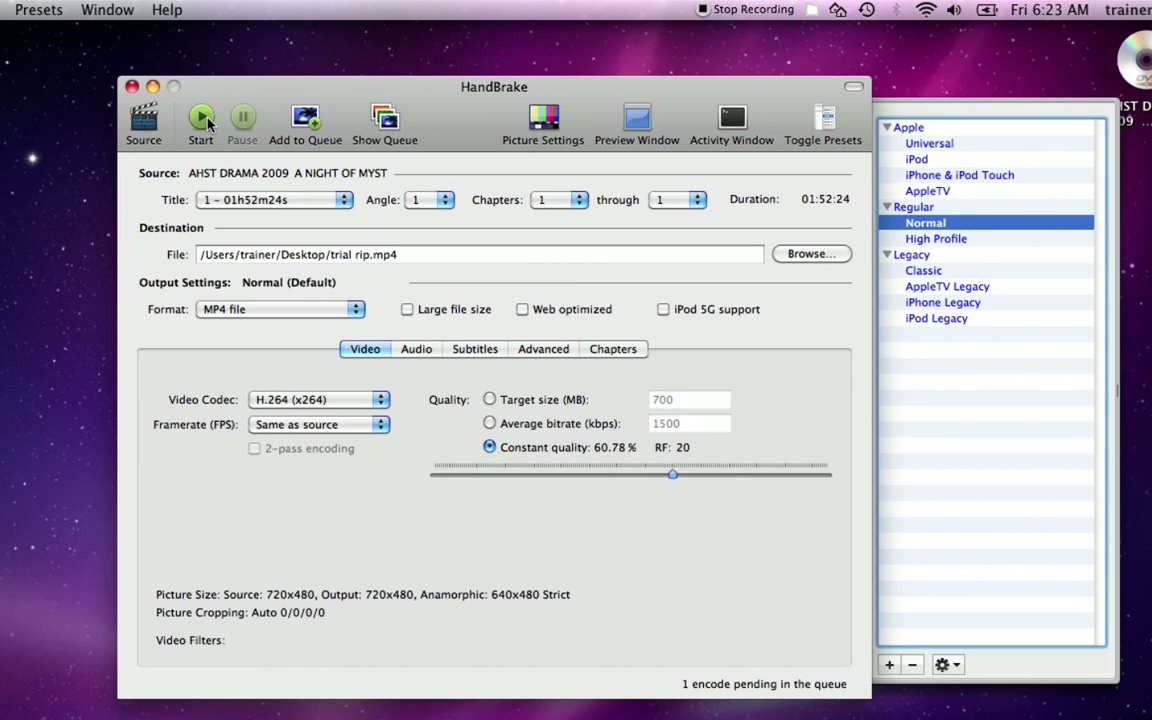 Presets Window Help Stop Recording Fri 6:23 AM trainer
HandBrake
Source Start Pause Add to Queue Show Queue Picture Settings Preview Window Activity Window Toggle Presets
Source: AHST DRAMA 2009 A NIGHT OF MYST
Title: 1 - 01h52m24s Angle: 1 Chapters: 1 through 1 Duration: 01:52:24
Destination
File: /Users/trainer/Desktop/trial rip.mp4 Browse...
Output Settings: Normal (Default)
Format: MP4 file Large file size Web optimized iPod 5G support
Video Audio Subtitles Advanced Chapters
Video Codec: H.264 (x264) Quality: Target size (MB): 700
Framerate (FPS): Same as source Average bitrate (kbps): 1500
2-pass encoding Constant quality: 60.78 % RF: 20
Picture Size: Source: 720x480, Output: 720x480, Anamorphic: 640x480 Strict
Picture Cropping: Auto 0/0/0/0
Video Filters:
1 encode pending in the queue
Apple
Universal
iPod
iPhone & iPod Touch
AppleTV
Regular
Normal
High Profile
Legacy
Classic
AppleTV Legacy
iPhone Legacy
iPod Legacy
09 ...